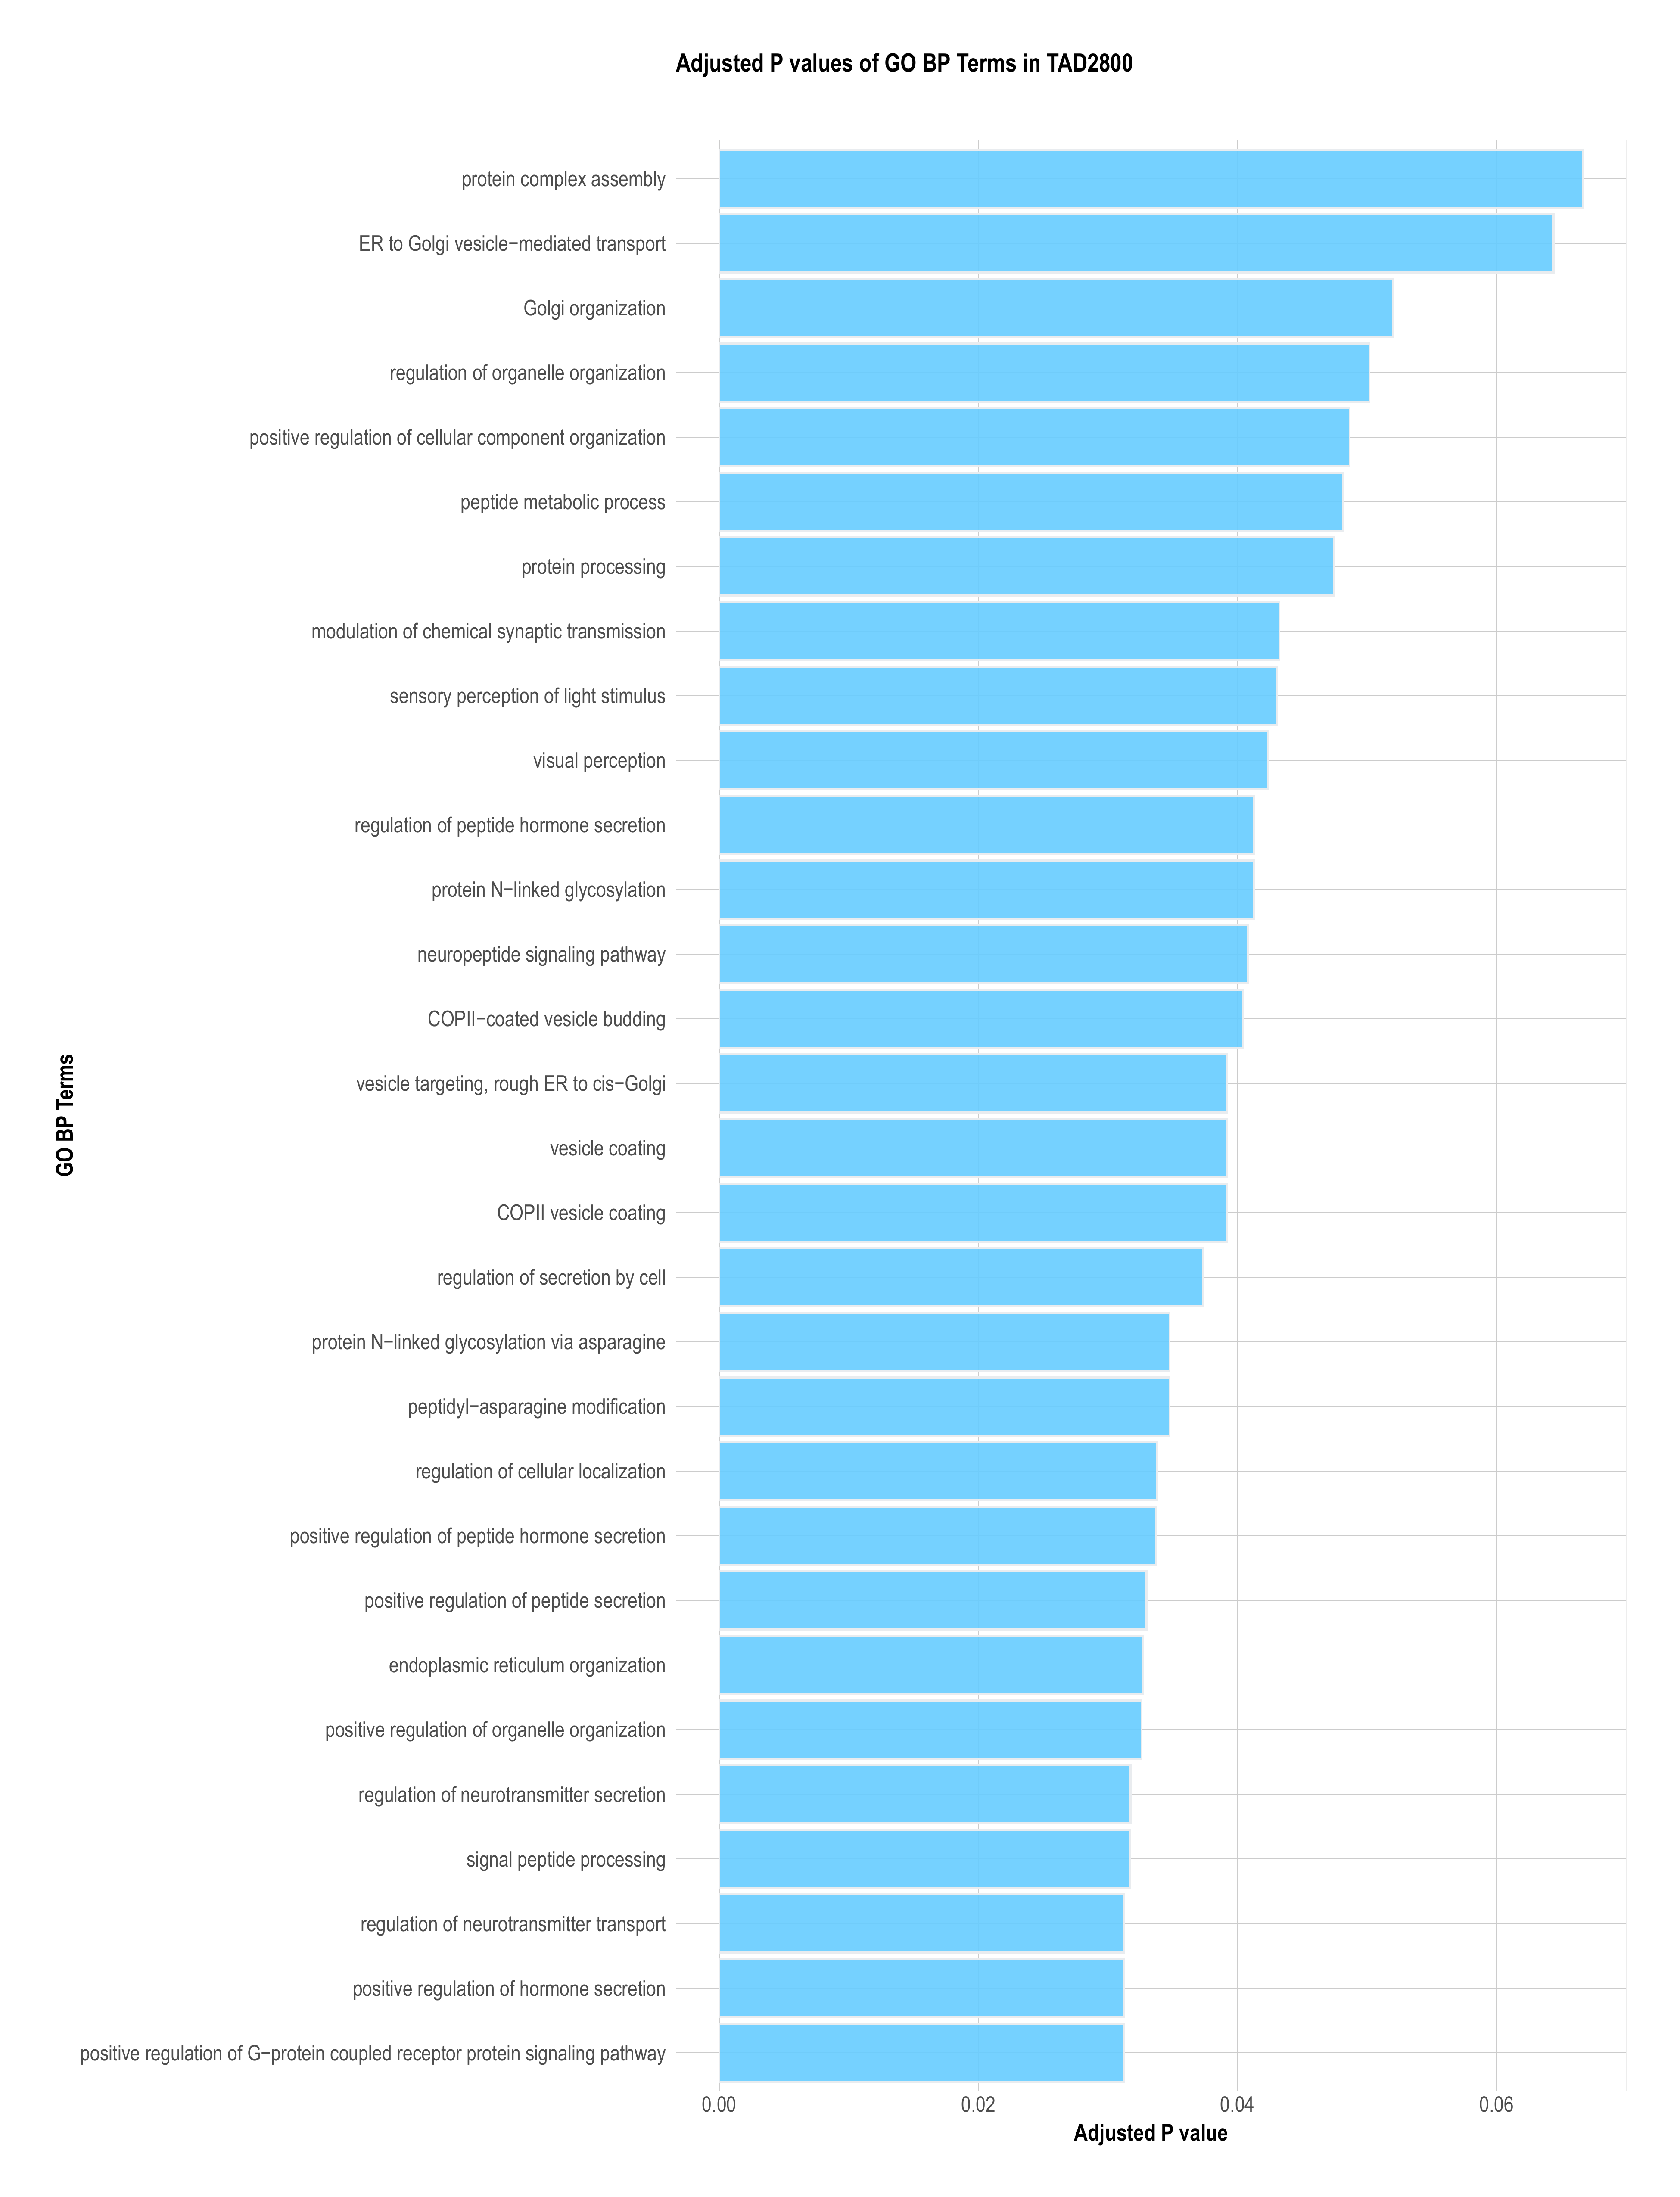 Adjusted P values of GO BP Terms in TAD2800
protein complex assembly
ER to Golgi vesicle−mediated transport
Golgi organization
regulation of organelle organization
positive regulation of cellular component organization
peptide metabolic process
protein processing
modulation of chemical synaptic transmission
sensory perception of light stimulus
visual perception
regulation of peptide hormone secretion
protein N−linked glycosylation
neuropeptide signaling pathway
COPII−coated vesicle budding
vesicle targeting, rough ER to cis−Golgi
vesicle coating
COPII vesicle coating
regulation of secretion by cell
protein N−linked glycosylation via asparagine
peptidyl−asparagine modification
regulation of cellular localization
positive regulation of peptide hormone secretion
positive regulation of peptide secretion
endoplasmic reticulum organization
positive regulation of organelle organization
regulation of neurotransmitter secretion
signal peptide processing
regulation of neurotransmitter transport
positive regulation of hormone secretion
positive regulation of G−protein coupled receptor protein signaling pathway
GO BP Terms
0.00 0.02 0.04 0.06
Adjusted P value